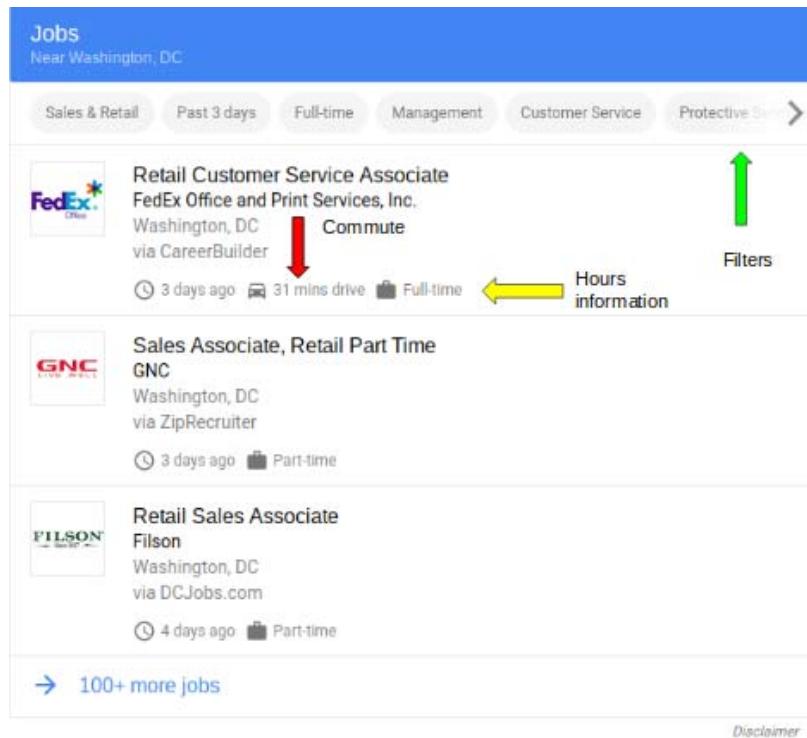 Jobs
Near Washington, DC
Sales & Retail Past 3 days Full-time Management Customer Service Protective
Retail Customer Service Associate
FedEx Office FedEx Office and Print Services, Inc.
Washington, DC Commute
via CareerBuilder
Filters
3 days ago 31 mins drive Full-time Hours information
Sales Associate, Retail Part Time
GNC LIVE WELL GNC
Washington, DC
via ZipRecruiter
3 days ago Part-time
Retail Sales Associate
FILSON Filson
Washington, DC
via DCJobs.com
4 days ago Part-time
100+ more jobs
Disclaimer